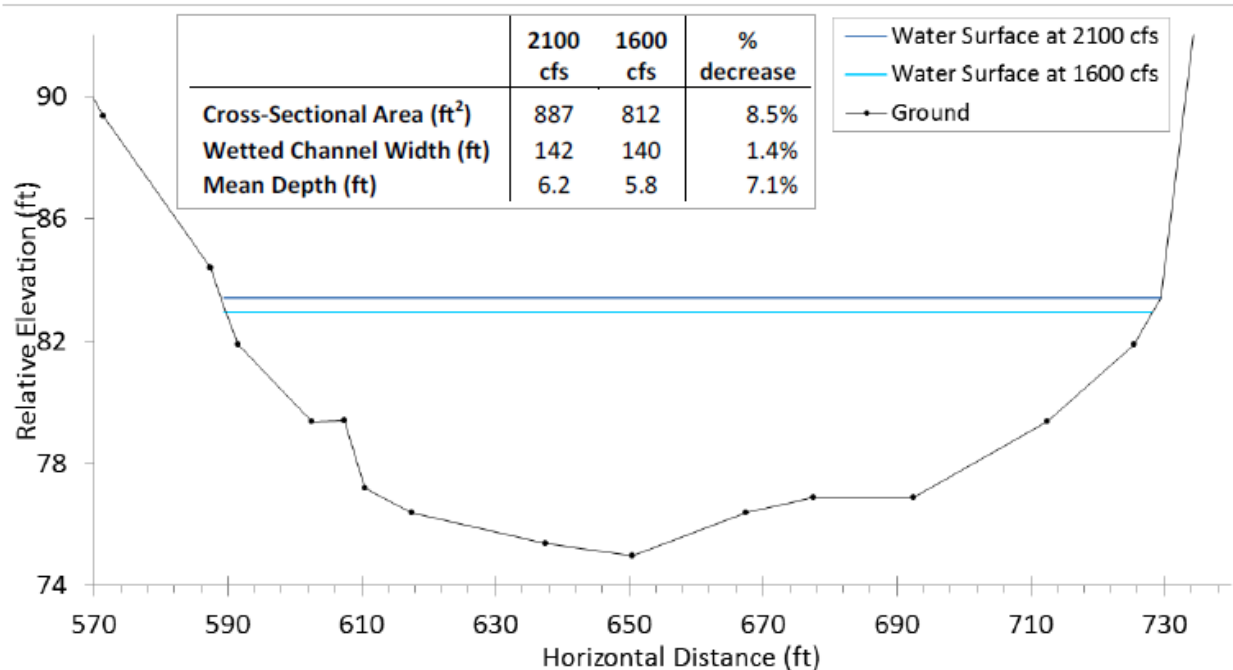 2100 cfs 1600 cfs % decrease
Cross-Sectional Area (ft²) 887 812 8.5%
Wetted Channel Width (ft) 142 140 1.4%
Mean Depth (ft) 6.2 5.8 7.1%
Water Surface at 2100 cfs
Water Surface at 1600 cfs
Ground
Relative Elevation (ft)
90
86
82
78
74
570 590 610 630 650 670 690 710 730
Horizontal Distance (ft)